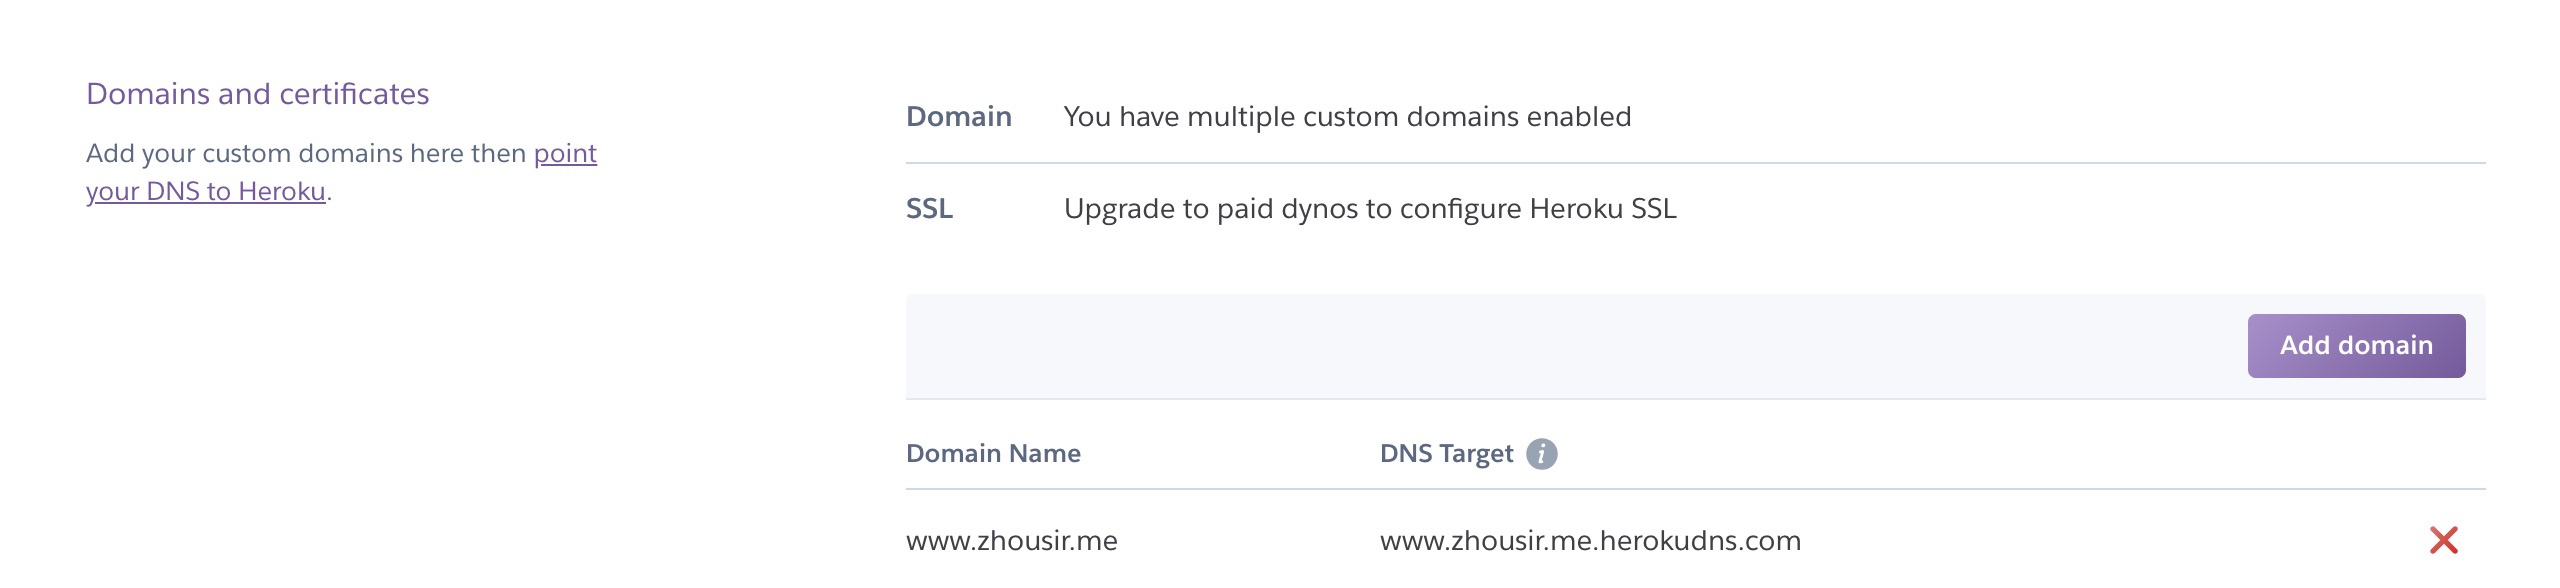 Domains and certificates
Add your custom domains here then point
your DNS to Heroku.
Domain You have multiple custom domains enabled
SSL Upgrade to paid dynos to configure Heroku SSL
Add domain
Domain Name DNS Target i
www.zhousir.me www.zhousir.me.herokudns.com